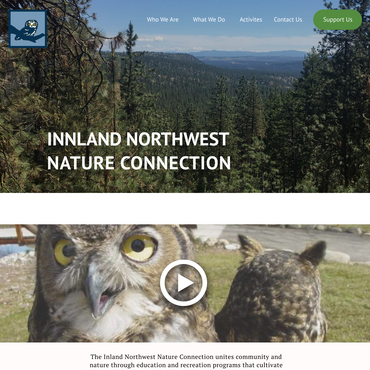 Who We Are What We Do Activites Contact Us Support Us
INNLAND NORTHWEST
NATURE CONNECTION
The Inland Northwest Nature Connection unites community and
nature through education and recreation programs that cultivate